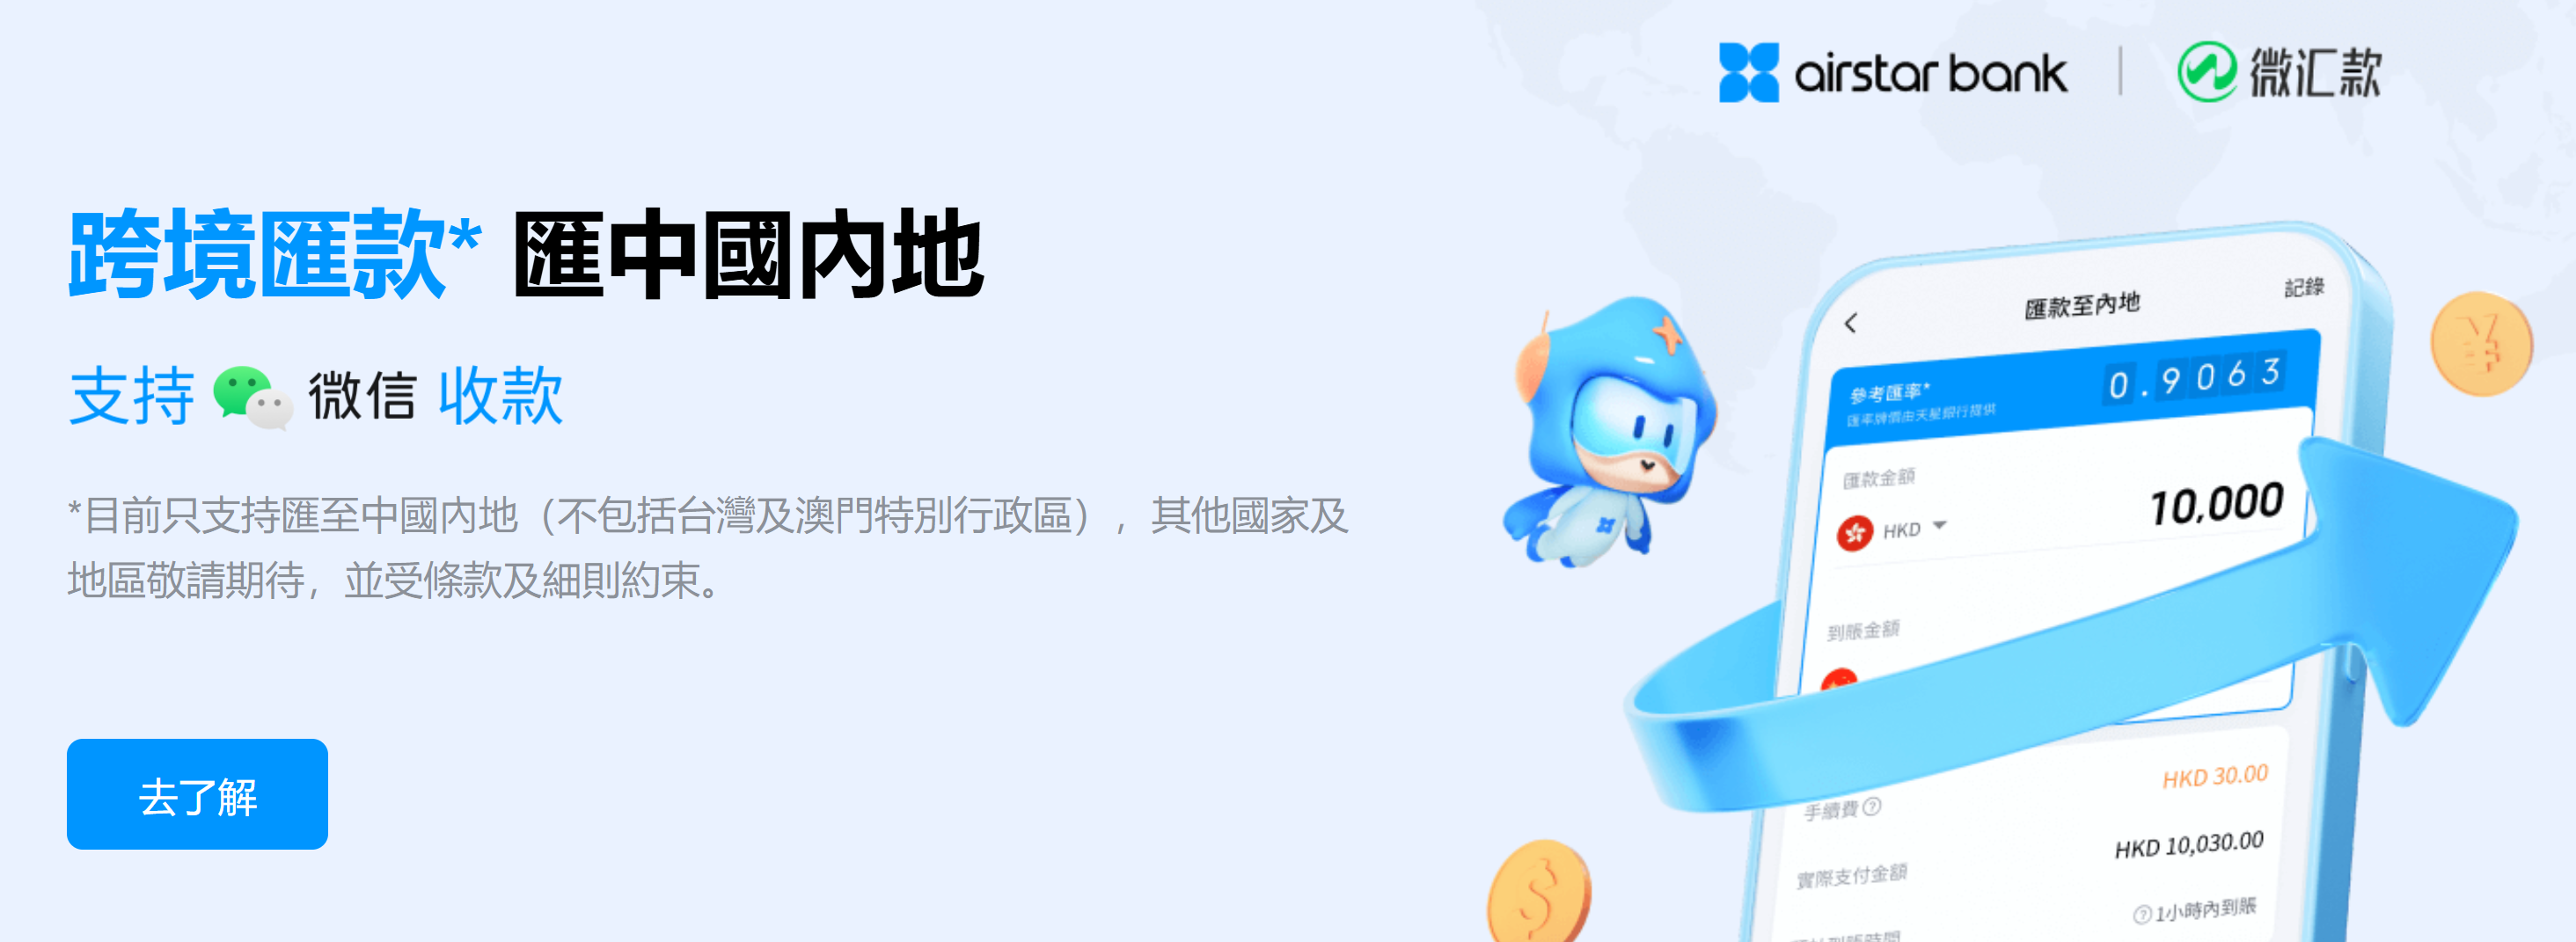 airstar bank
微汇款
跨境匯款* 匯中國內地
支持 微信 收款
*目前只支持匯至中國內地（不包括台灣及澳門特別行政區），其他國家及
地區敬請期待，並受條款及細則約束。
去了解
匯款至內地
記錄
參考匯率*
0.9063
匯率牌價由天星銀行提供
匯款金額
HKD
10,000
到賬金額
手續費
HKD 30.00
實際支付金額
HKD 10,030.00
1小時內到賬